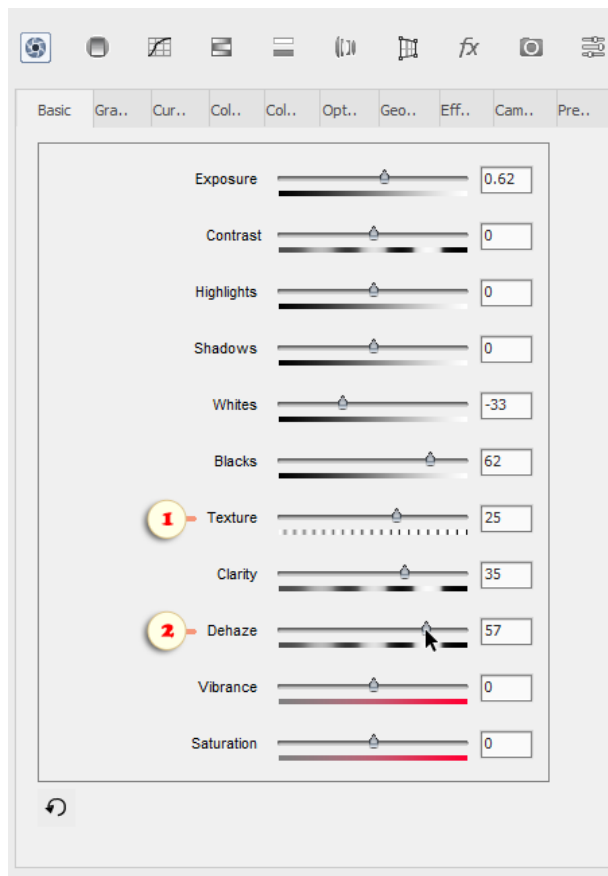 fx
Basic Gra.. Cur.. Col.. Col.. Opt.. Geo.. Eff.. Cam.. Pre..
Exposure 0.62
Contrast 0
Highlights 0
Shadows 0
Whites -33
Blacks 62
1 Texture 25
Clarity 35
2 Dehaze 57
Vibrance 0
Saturation 0